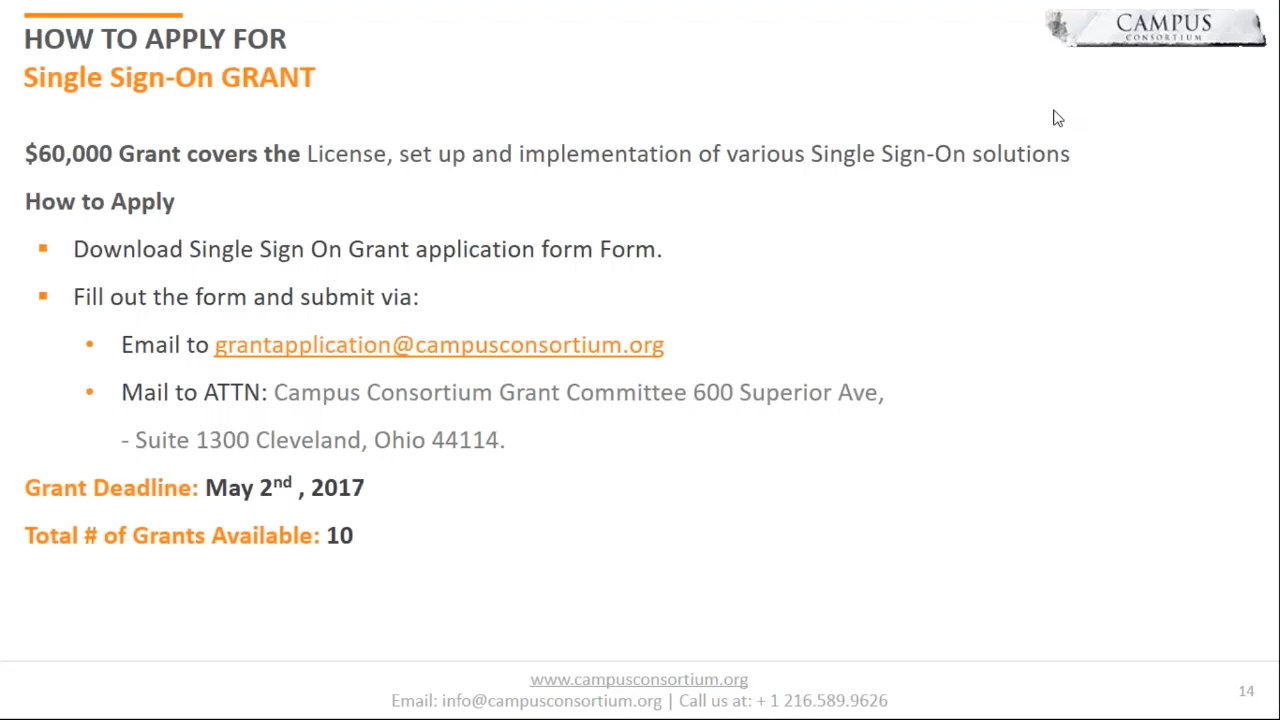 HOW TO APPLY FOR
Single Sign-On GRANT
CAMPUS
CONSORTIUM
$60,000 Grant covers the License, set up and implementation of various Single Sign-On solutions
How to Apply
Download Single Sign On Grant application form Form.
Fill out the form and submit via:
Email to grantapplication@campusconsortium.org
Mail to ATTN: Campus Consortium Grant Committee 600 Superior Ave,
- Suite 1300 Cleveland, Ohio 44114.
Grant Deadline: May 2nd , 2017
Total # of Grants Available: 10
www.campusconsortium.org
Email: info@campusconsortium.org | Call us at: + 1 216.589.9626
14